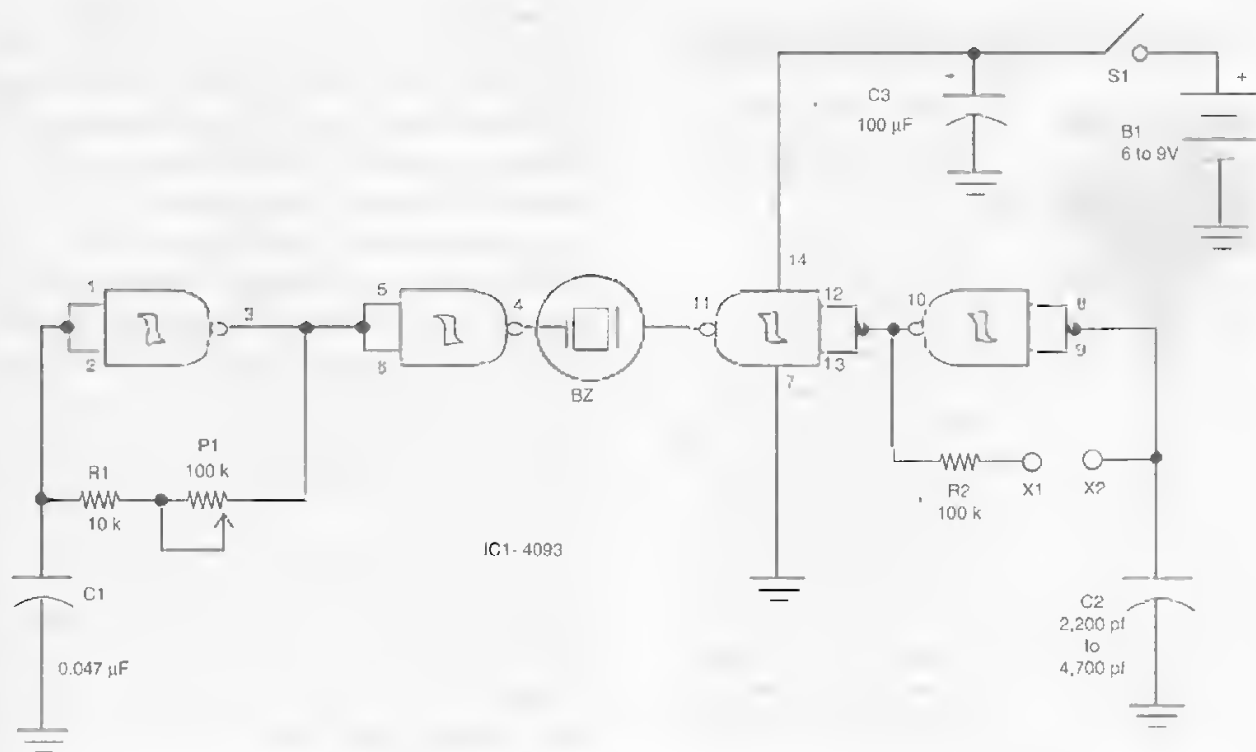 +
S1
+
C3
100 µF
B1
6 to 9V
14
1
2
3
5
6
4
BZ
11
12
13
7
10
8
9
R1
10 k
P1
100 k
R2
100 k
X1
X2
IC1- 4093
C1
0.047 µF
C2
2,200 pf
to
4,700 pf